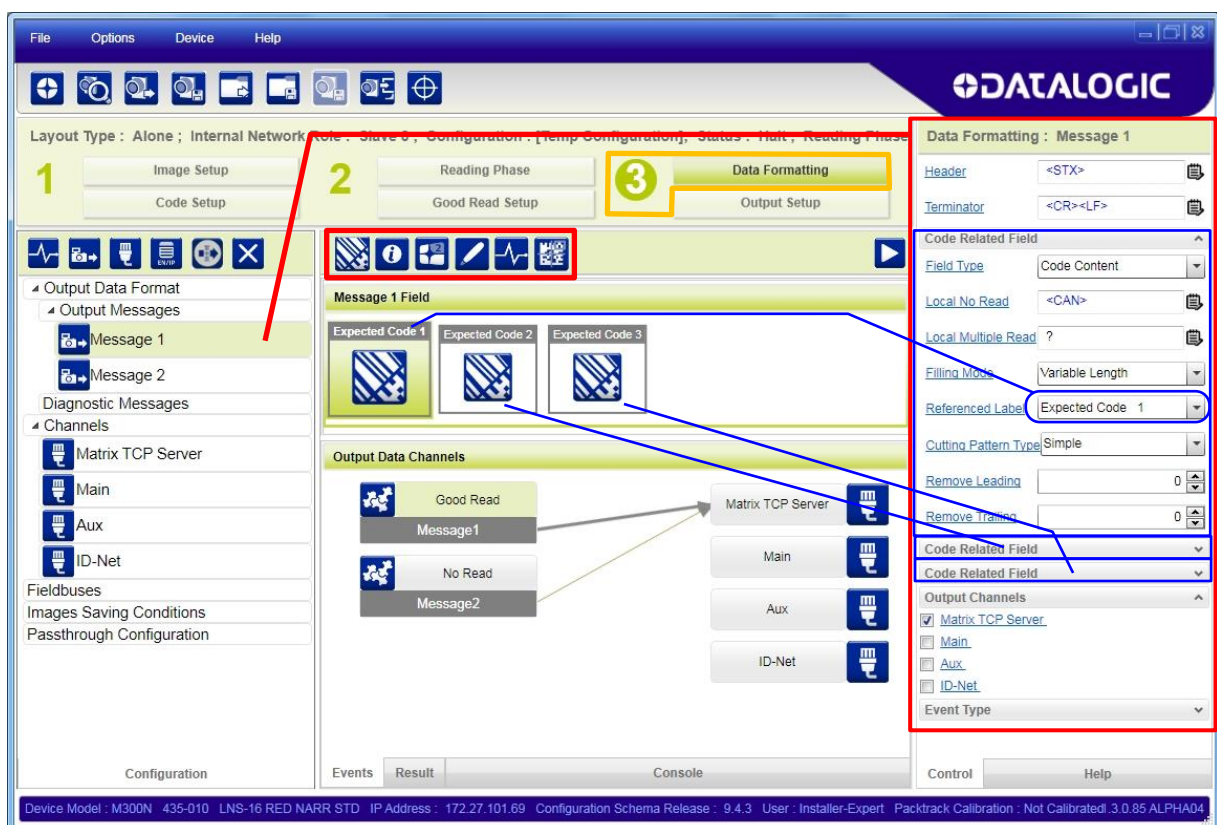 File Options Device Help
DATALOGIC
Layout Type : Alone ; Internal Network Role : Slave 0 ; Configuration : [Temp Configuration], Status : Halt ; Reading Phase
1
Image Setup
Code Setup
2
Reading Phase
Good Read Setup
3
Data Formatting
Output Setup
EN/IP
Output Data Format
Output Messages
Message 1
Message 2
Diagnostic Messages
Channels
Matrix TCP Server
Main
Aux
ID-Net
Fieldbuses
Images Saving Conditions
Passthrough Configuration
Configuration
Message 1 Field
Expected Code 1 Expected Code 2 Expected Code 3
Output Data Channels
Good Read
Message1
No Read
Message2
Matrix TCP Server
Main
Aux
ID-Net
Events Result Console
Data Formatting : Message 1
Header <STX>
Terminator <CR><LF>
Code Related Field
Field Type Code Content
Local No Read <CAN>
Local Multiple Read ?
Filling Mode Variable Length
Referenced Label Expected Code 1
Cutting Pattern Type Simple
Remove Leading 0
Remove Trailing 0
Code Related Field
Code Related Field
Output Channels
Matrix TCP Server
Main
Aux
ID-Net
Event Type
Control Help
Device Model : M300N 435-010 LNS-16 RED NARR STD IP Address : 172.27.101.69 Configuration Schema Release : 9.4.3 User : Installer-Expert Packtrack Calibration : Not Calibrated .3.0.85 ALPHA04